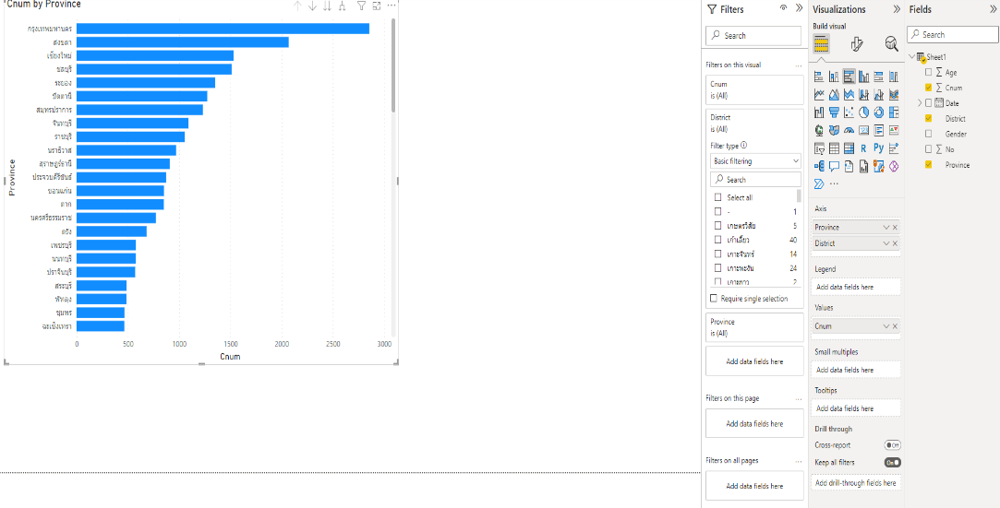 Cnum by Province
Province
กรุงเทพมหานคร
สงขลา
เชียงใหม่
ชลบุรี
ระยอง
ปัตตานี
สมุทรปราการ
จันทบุรี
ราชบุรี
นราธิวาส
สุราษฎร์ธานี
ประจวบคีรีขันธ์
ขอนแก่น
ตาก
นครศรีธรรมราช
ตรัง
เพชรบุรี
นนทบุรี
ปราจีนบุรี
สระบุรี
พัทลุง
ชุมพร
ฉะเชิงเทรา
0 500 1000 1500 2000 2500 3000
Cnum
Filters
Search
Filters on this visual
Cnum
is (All)
District
is (All)
Filter type
Basic filtering
Search
Select all
- 1
เกษตรวิสัย 5
เก้าเลี้ยว 40
เกาะจันทร์ 14
เกาะพะงัน 24
เกาะยาว 2
Require single selection
Province
is (All)
Add data fields here
Filters on this page
Add data fields here
Filters on all pages
Add data fields here
Visualizations
Build visual
R
Py
Axis
Province
District
Legend
Add data fields here
Values
Cnum
Small multiples
Add data fields here
Tooltips
Add data fields here
Drill through
Cross-report Off
Keep all filters On
Add drill-through fields here
Fields
Search
Sheet1
Age
Cnum
Date
District
Gender
No
Province